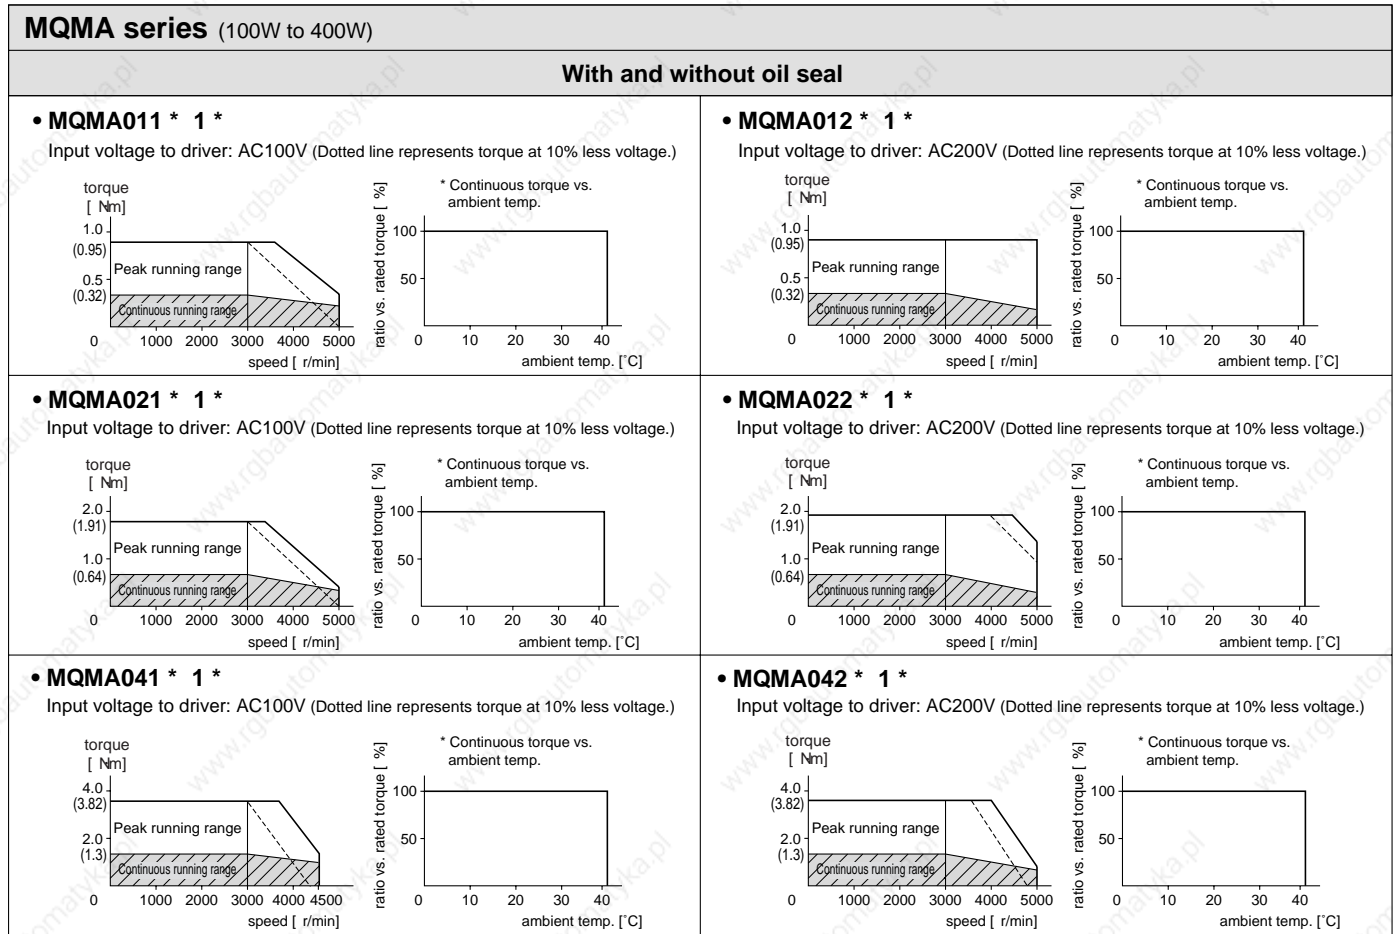 MQMA series (100W to 400W)
With and without oil seal
• MQMA011 * 1 *
Input voltage to driver: AC100V (Dotted line represents torque at 10% less voltage.)
torque
[ Nm]
1.0
(0.95)
0.5
(0.32)
Peak running range
Continuous running range
0 1000 2000 3000 4000 5000
speed [ r/min]
ratio vs. rated torque [ %]
* Continuous torque vs.
ambient temp.
100
50
0 10 20 30 40
ambient temp. [˚C]
• MQMA012 * 1 *
Input voltage to driver: AC200V (Dotted line represents torque at 10% less voltage.)
torque
[ Nm]
1.0
(0.95)
0.5
(0.32)
Peak running range
Continuous running range
0 1000 2000 3000 4000 5000
speed [ r/min]
ratio vs. rated torque [ %]
* Continuous torque vs.
ambient temp.
100
50
0 10 20 30 40
ambient temp. [˚C]
• MQMA021 * 1 *
Input voltage to driver: AC100V (Dotted line represents torque at 10% less voltage.)
torque
[ Nm]
2.0
(1.91)
1.0
(0.64)
Peak running range
Continuous running range
0 1000 2000 3000 4000 5000
speed [ r/min]
ratio vs. rated torque [ %]
* Continuous torque vs.
ambient temp.
100
50
0 10 20 30 40
ambient temp. [˚C]
• MQMA022 * 1 *
Input voltage to driver: AC200V (Dotted line represents torque at 10% less voltage.)
torque
[ Nm]
2.0
(1.91)
1.0
(0.64)
Peak running range
Continuous running range
0 1000 2000 3000 4000 5000
speed [ r/min]
ratio vs. rated torque [ %]
* Continuous torque vs.
ambient temp.
100
50
0 10 20 30 40
ambient temp. [˚C]
• MQMA041 * 1 *
Input voltage to driver: AC100V (Dotted line represents torque at 10% less voltage.)
torque
[ Nm]
4.0
(3.82)
2.0
(1.3)
Peak running range
Continuous running range
0 1000 2000 3000 4000 4500
speed [ r/min]
ratio vs. rated torque [ %]
* Continuous torque vs.
ambient temp.
100
50
0 10 20 30 40
ambient temp. [˚C]
• MQMA042 * 1 *
Input voltage to driver: AC200V (Dotted line represents torque at 10% less voltage.)
torque
[ Nm]
4.0
(3.82)
2.0
(1.3)
Peak running range
Continuous running range
0 1000 2000 3000 4000 5000
speed [ r/min]
ratio vs. rated torque [ %]
* Continuous torque vs.
ambient temp.
100
50
0 10 20 30 40
ambient temp. [˚C]
www.rgbautomatyka.pl